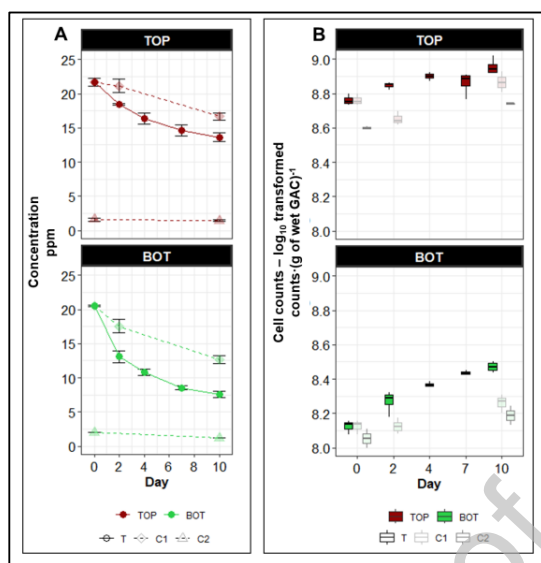 A
TOP
25
20
15
10
5
0
BOT
25
20
15
10
5
0
0 2 4 6 8 10
Day
Concentration
ppm
TOP BOT
T C1 C2
B
TOP
9.0
8.8
8.6
8.4
8.2
8.0
BOT
9.0
8.8
8.6
8.4
8.2
8.0
0 2 4 7 10
Day
Cell counts – log10 transformed
counts·(g of wet GAC)-1
TOP BOT
T C1 C2